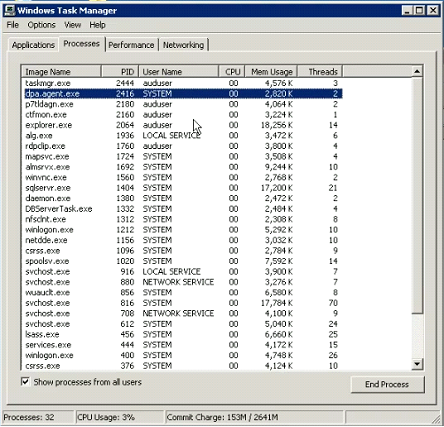 Windows Task Manager
File Options View Help
Applications Processes Performance Networking
Image Name PID User Name CPU Mem Usage Threads
taskmgr.exe 2444 auduser 00 4,576 K 3
dpa.agent.exe 2416 SYSTEM 00 2,820 K 2
p7tldagn.exe 2180 auduser 00 4,064 K 2
ctfmon.exe 2160 auduser 00 3,224 K 1
explorer.exe 2064 auduser 00 18,256 K 14
alg.exe 1936 LOCAL SERVICE 00 3,472 K 6
rdpclip.exe 1760 auduser 00 3,800 K 4
mapsvc.exe 1724 SYSTEM 00 3,508 K 4
almsrvx.exe 1692 SYSTEM 00 9,244 K 10
winvnc.exe 1560 SYSTEM 00 2,768 K 2
sqlservr.exe 1404 SYSTEM 00 17,200 K 21
daemon.exe 1380 SYSTEM 00 2,472 K 2
DBServerTask.exe 1332 SYSTEM 00 2,484 K 4
nfsclnt.exe 1312 SYSTEM 00 2,308 K 8
winlogon.exe 1212 SYSTEM 00 5,292 K 10
netdde.exe 1156 SYSTEM 00 3,032 K 10
csrss.exe 1096 SYSTEM 00 2,784 K 9
spoolsv.exe 1020 SYSTEM 00 7,592 K 14
svchost.exe 916 LOCAL SERVICE 00 3,900 K 7
svchost.exe 880 NETWORK SERVICE 00 3,276 K 7
wuauclt.exe 856 SYSTEM 00 6,580 K 8
svchost.exe 816 SYSTEM 00 17,784 K 70
svchost.exe 708 NETWORK SERVICE 00 4,100 K 9
svchost.exe 612 SYSTEM 00 5,040 K 24
lsass.exe 456 SYSTEM 00 6,660 K 25
services.exe 444 SYSTEM 00 4,172 K 15
winlogon.exe 400 SYSTEM 00 4,748 K 26
csrss.exe 376 SYSTEM 00 4,124 K 10
Show processes from all users End Process
Processes: 32 CPU Usage: 3% Commit Charge: 153M / 2641M